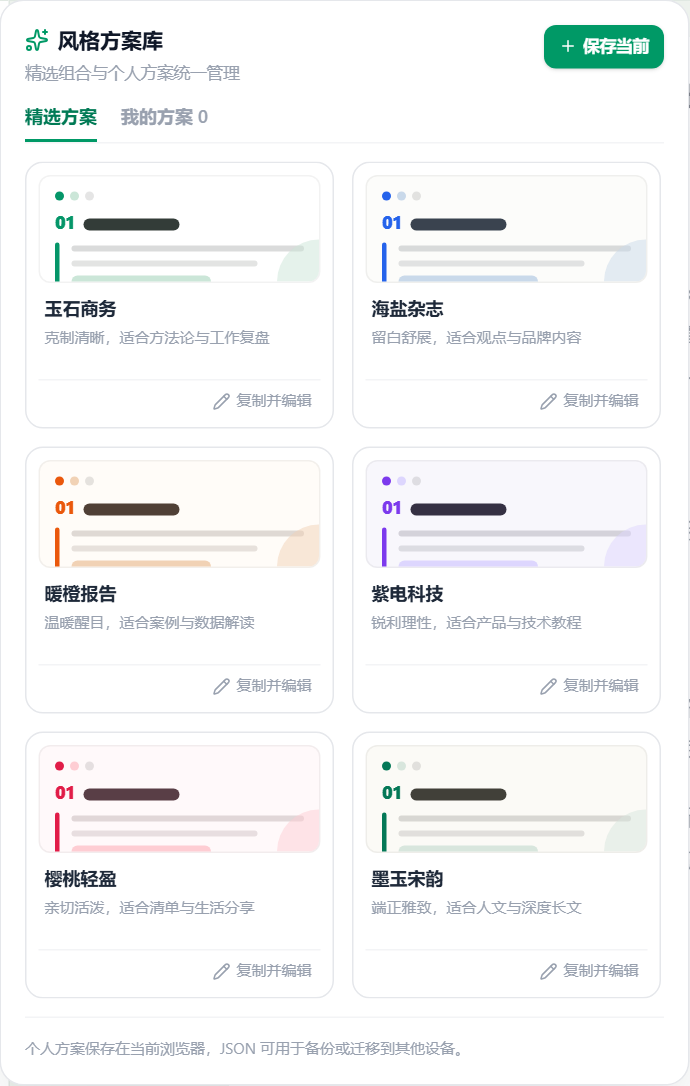 风格方案库
+ 保存当前
精选组合与个人方案统一管理
精选方案 我的方案 0
01
玉石商务
克制清晰，适合方法论与工作复盘
复制并编辑
01
海盐杂志
留白舒展，适合观点与品牌内容
复制并编辑
01
暖橙报告
温暖醒目，适合案例与数据解读
复制并编辑
01
紫电科技
锐利理性，适合产品与技术教程
复制并编辑
01
樱桃轻盈
亲切活泼，适合清单与生活分享
复制并编辑
01
墨玉宋韵
端正雅致，适合人文与深度长文
复制并编辑
个人方案保存在当前浏览器，JSON 可用于备份或迁移到其他设备。